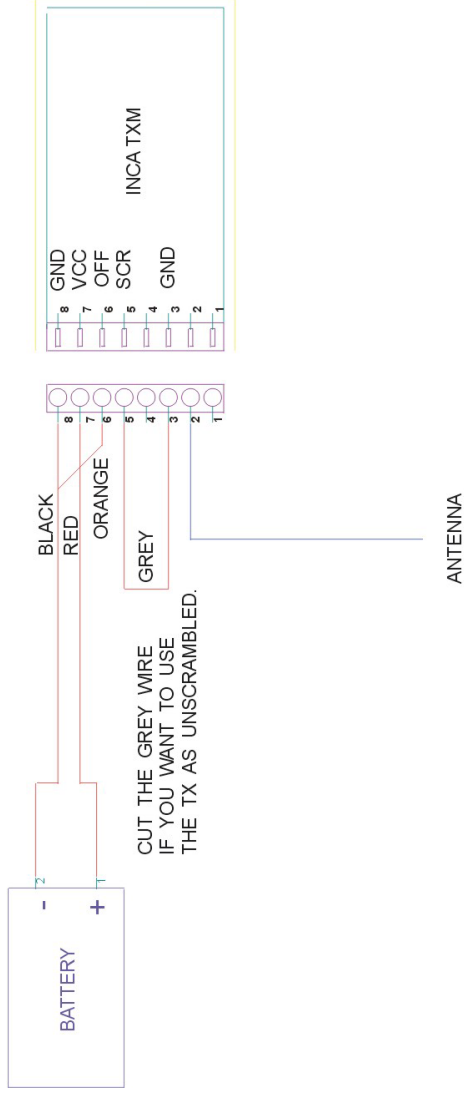 INCA TXM
GND
VCC
OFF
SCR
GND
8
7
6
5
4
3
2
1
8
7
6
5
4
3
2
1
BLACK
RED
ORANGE
GREY
ANTENNA
CUT THE GREY WIRE
IF YOU WANT TO USE
THE TX AS UNSCRAMBLED.
BATTERY
-
+
2
1